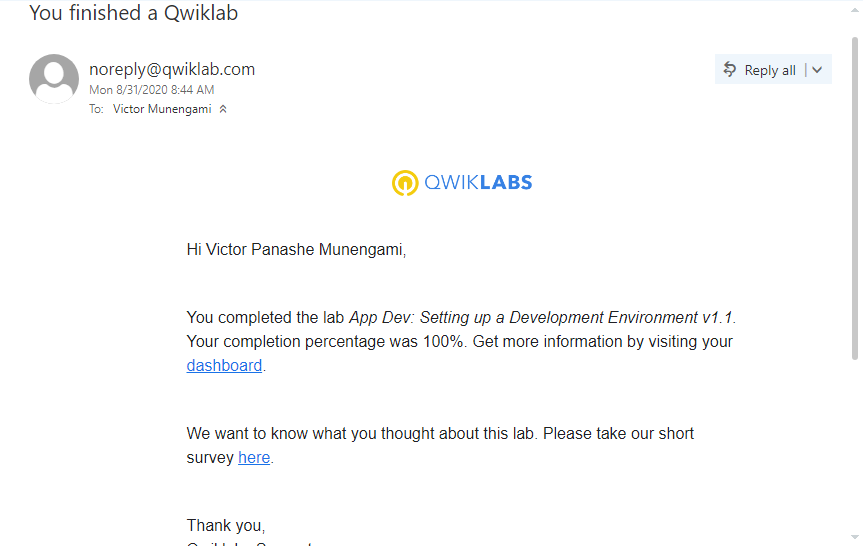 You finished a Qwiklab
noreply@qwiklab.com
Mon 8/31/2020 8:44 AM
To: Victor Munengami
Reply all
QWIKLABS
Hi Victor Panashe Munengami,
You completed the lab App Dev: Setting up a Development Environment v1.1.
Your completion percentage was 100%. Get more information by visiting your
dashboard.
We want to know what you thought about this lab. Please take our short
survey here.
Thank you,